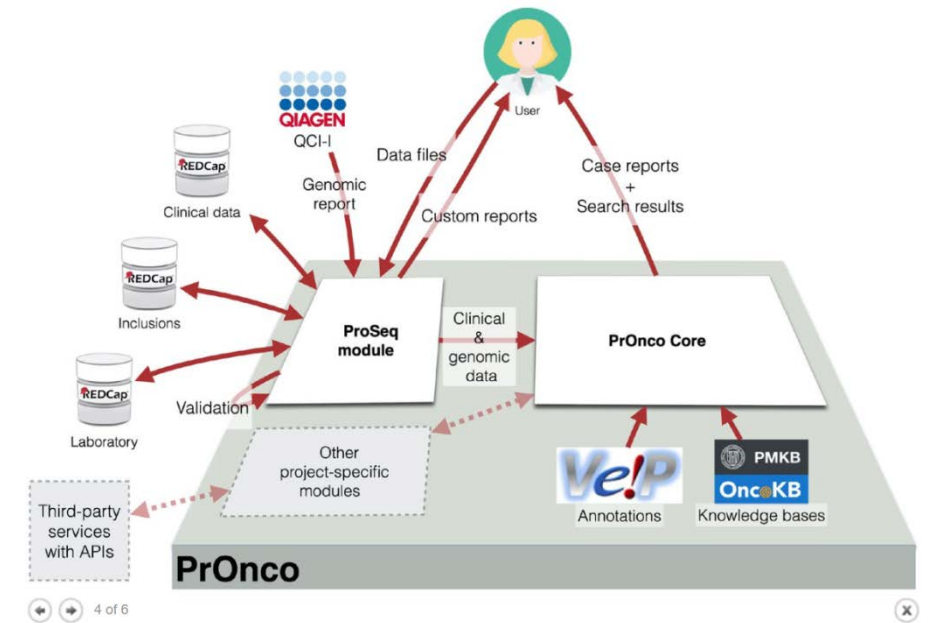 User
QIAGEN
QCI-I
REDCap
Clinical data
Genomic
report
Data files
Custom reports
Case reports
+
Search results
REDCap
Inclusions
REDCap
Laboratory
ProSeq
module
Clinical
&
genomic
data
PrOnco Core
Validation
Other
project-specific
modules
Third-party
services
with APIs
Ve!P
Annotations
PMKB
OncoKB
Knowledge bases
PrOnco
4 of 6